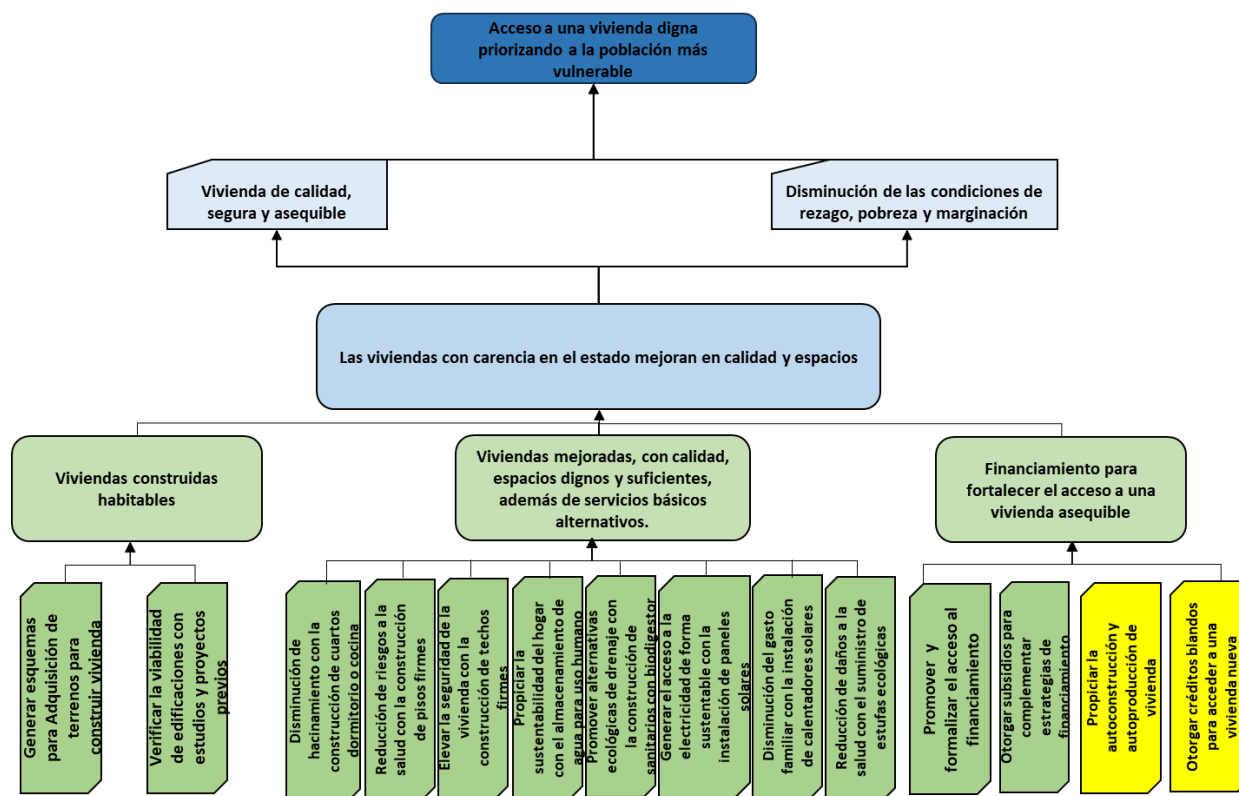 Acceso a una vivienda digna
priorizando a la población más
vulnerable
Vivienda de calidad,
segura y asequible
Disminución de las condiciones de
rezago, pobreza y marginación
Las viviendas con carencia en el estado mejoran en calidad y espacios
Viviendas construidas
habitables
Viviendas mejoradas, con calidad,
espacios dignos y suficientes,
además de servicios básicos
alternativos.
Financiamiento para
fortalecer el acceso a una
vivienda asequible
Generar esquemas
para Adquisición de
terrenos para
construir vivienda
Verificar la viabilidad
de edificaciones con
estudios y proyectos
previos
Disminución de
hacinamiento con la
construcción de cuartos
dormitorio o cocina
Reducción de riesgos a la
salud con la construcción
de pisos firmes
Elevar la seguridad de la
vivienda con la
construcción de techos
firmes
Propiciar la
sustentabilidad del hogar
con el almacenamiento de
agua para uso humano
Promover alternativas
ecológicas de drenaje con
la construcción de
sanitarios con biodigestor
Generar el acceso a la
electricidad de forma
sustentable con la
instalación de paneles
solares
Disminución del gasto
familiar con la instalación
de calentadores solares
Reducción de daños a la
salud con el suministro de
estufas ecológicas
Promover y
formalizar el acceso al
financiamiento
Otorgar subsidios para
complementar
estrategias de
financiamiento
Propiciar la
autoconstrucción y
autoproducción de
vivienda
Otorgar créditos blandos
para acceder a una
vivienda nueva